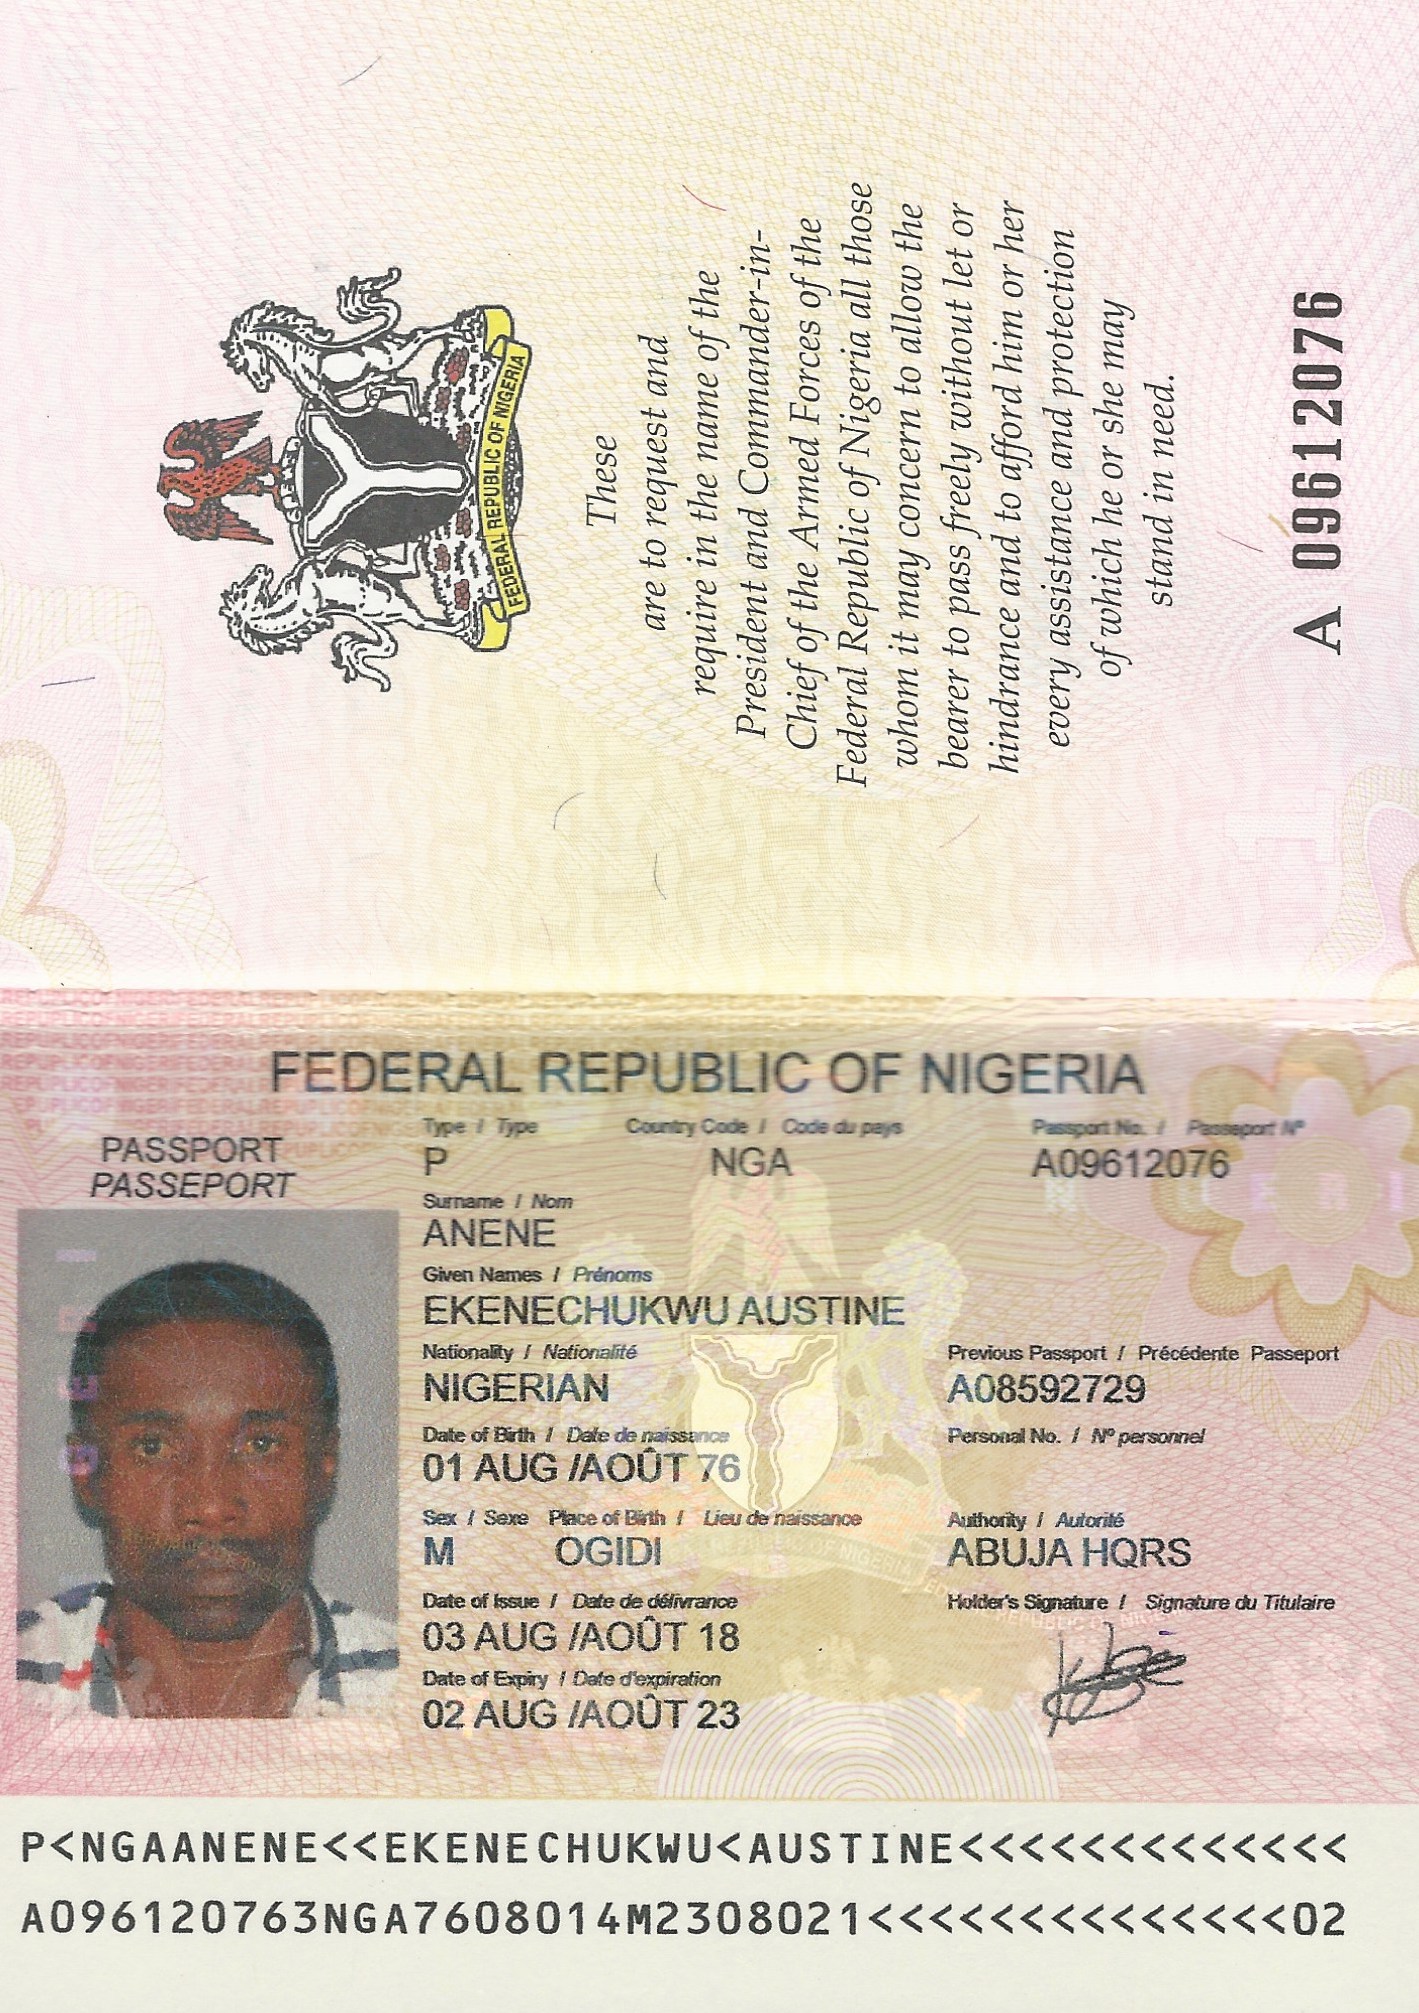 FEDERAL REPUBLIC OF NIGERIA
These
are to request and
require in the name of the
President and Commander-in-
Chief of the Armed Forces of the
Federal Republic of Nigeria all those
whom it may concern to allow the
bearer to pass freely without let or
hindrance and to afford him or her
every assistance and protection
of which he or she may
stand in need.
A 09612076
FEDERAL REPUBLIC OF NIGERIA
PASSPORT
PASSEPORT
Type / Type Country Code / Code du pays Passport No. / Passeport Nº
P NGA A09612076
Surname / Nom
ANENE
Given Names / Prénoms
EKENECHUKWU AUSTINE
Nationality / Nationalité Previous Passport / Précédente Passeport
NIGERIAN A08592729
Date of Birth / Date de naissance Personal No. / Nº personnel
01 AUG /AOÛT 76
Sex / Sexe Place of Birth / Lieu de naissance Authority / Autorité
M OGIDI ABUJA HQRS
Date of Issue / Date de délivrance Holder's Signature / Signature du Titulaire
03 AUG /AOÛT 18
Date of Expiry / Date d'expiration
02 AUG /AOÛT 23
P<NGAANENE<<EKENECHUKWU<AUSTINE<<<<<<<<<<<<<
A096120763NGA7608014M2308021<<<<<<<<<<<<<<02